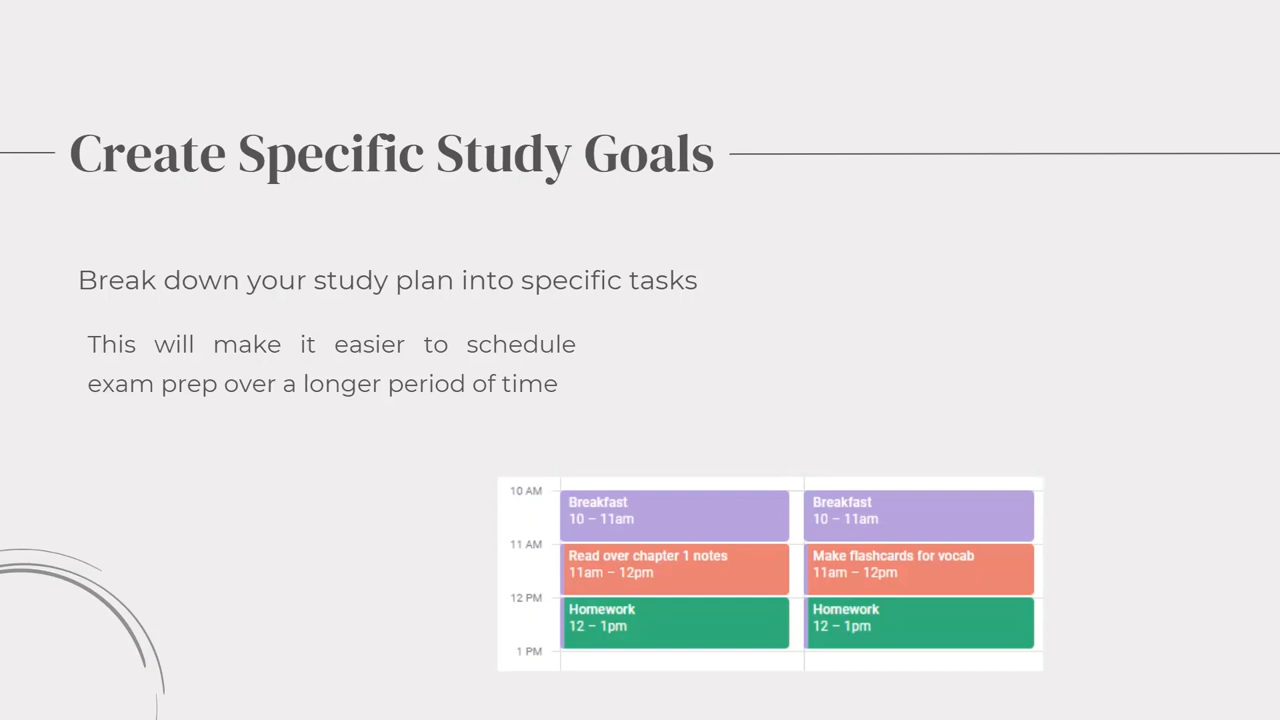 Create Specific Study Goals
Break down your study plan into specific tasks
This will make it easier to schedule
exam prep over a longer period of time
10 AM
Breakfast
10 – 11am
Breakfast
10 – 11am
11 AM
Read over chapter 1 notes
11am – 12pm
Make flashcards for vocab
11am – 12pm
12 PM
Homework
12 – 1pm
Homework
12 – 1pm
1 PM